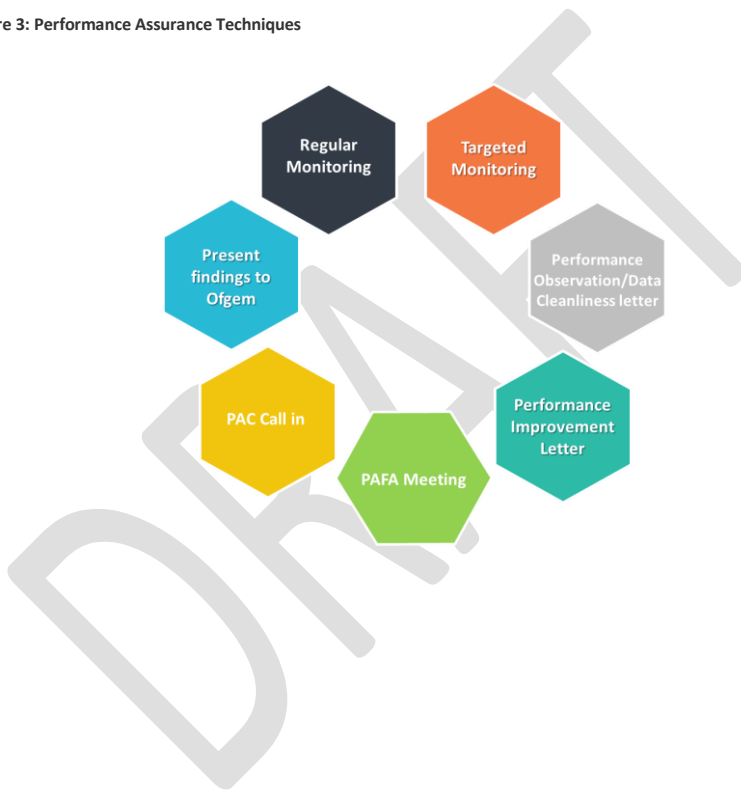 re 3: Performance Assurance Techniques
Regular
Monitoring
Targeted
Monitoring
Performance
Observation/Data
Cleanliness letter
Performance
Improvement
Letter
PAFA Meeting
PAC Call in
Present
findings to
Ofgem
DRAFT